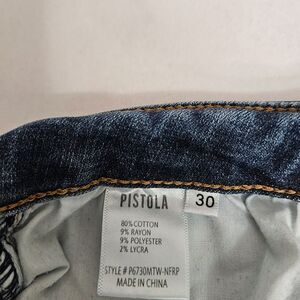 PISTOLA
30
80% COTTON
9% RAYON
9% POLYESTER
2% LYCRA
STYLE # P6730MTW-NFRP
MADE IN CHINA